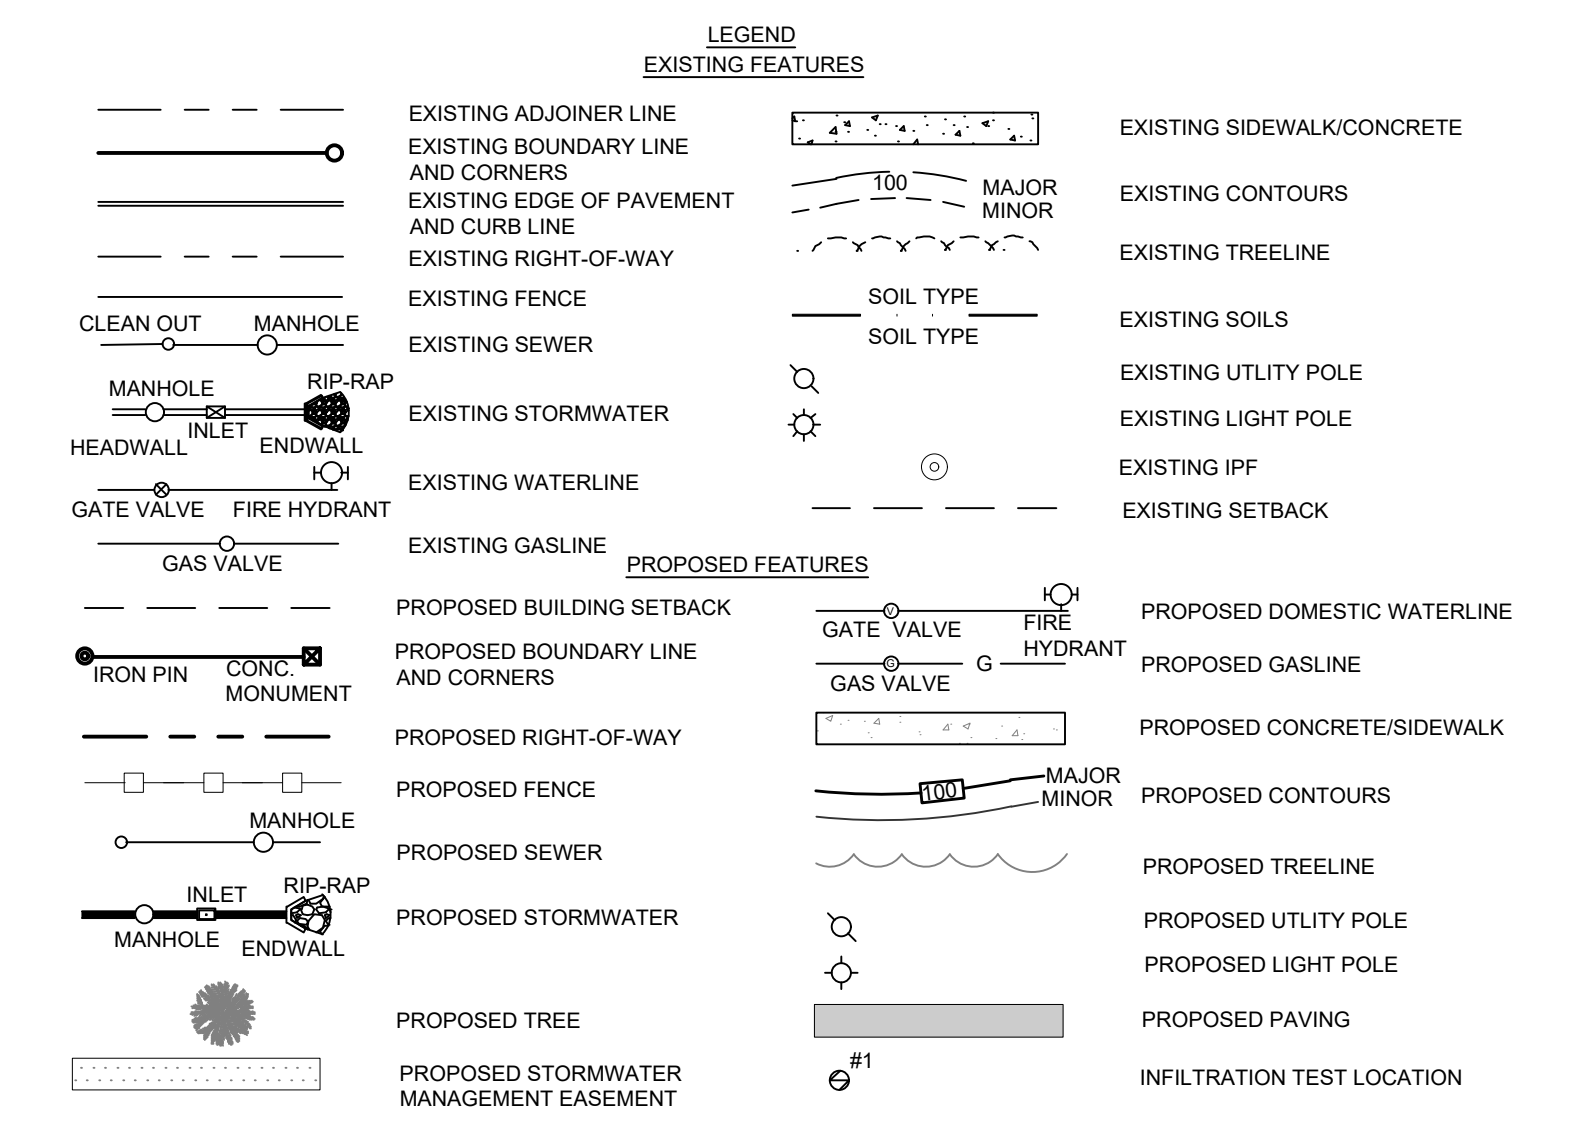 LEGEND
EXISTING FEATURES
EXISTING ADJOINER LINE
EXISTING BOUNDARY LINE
AND CORNERS
EXISTING EDGE OF PAVEMENT
AND CURB LINE
EXISTING RIGHT-OF-WAY
EXISTING FENCE
CLEAN OUT MANHOLE
EXISTING SEWER
MANHOLE RIP-RAP
EXISTING STORMWATER
INLET
HEADWALL ENDWALL
EXISTING WATERLINE
GATE VALVE FIRE HYDRANT
EXISTING GASLINE
GAS VALVE
EXISTING SIDEWALK/CONCRETE
100 MAJOR
MINOR
EXISTING CONTOURS
EXISTING TREELINE
SOIL TYPE
EXISTING SOILS
SOIL TYPE
EXISTING UTLITY POLE
EXISTING LIGHT POLE
EXISTING IPF
EXISTING SETBACK
PROPOSED FEATURES
PROPOSED BUILDING SETBACK
PROPOSED BOUNDARY LINE
AND CORNERS
IRON PIN CONC.
MONUMENT
PROPOSED RIGHT-OF-WAY
PROPOSED FENCE
MANHOLE
PROPOSED SEWER
RIP-RAP
INLET
PROPOSED STORMWATER
MANHOLE ENDWALL
PROPOSED TREE
PROPOSED STORMWATER
MANAGEMENT EASEMENT
V
PROPOSED DOMESTIC WATERLINE
GATE VALVE FIRE
HYDRANT
G G
PROPOSED GASLINE
GAS VALVE
PROPOSED CONCRETE/SIDEWALK
100 MAJOR
MINOR
PROPOSED CONTOURS
PROPOSED TREELINE
PROPOSED UTLITY POLE
PROPOSED LIGHT POLE
PROPOSED PAVING
#1
INFILTRATION TEST LOCATION